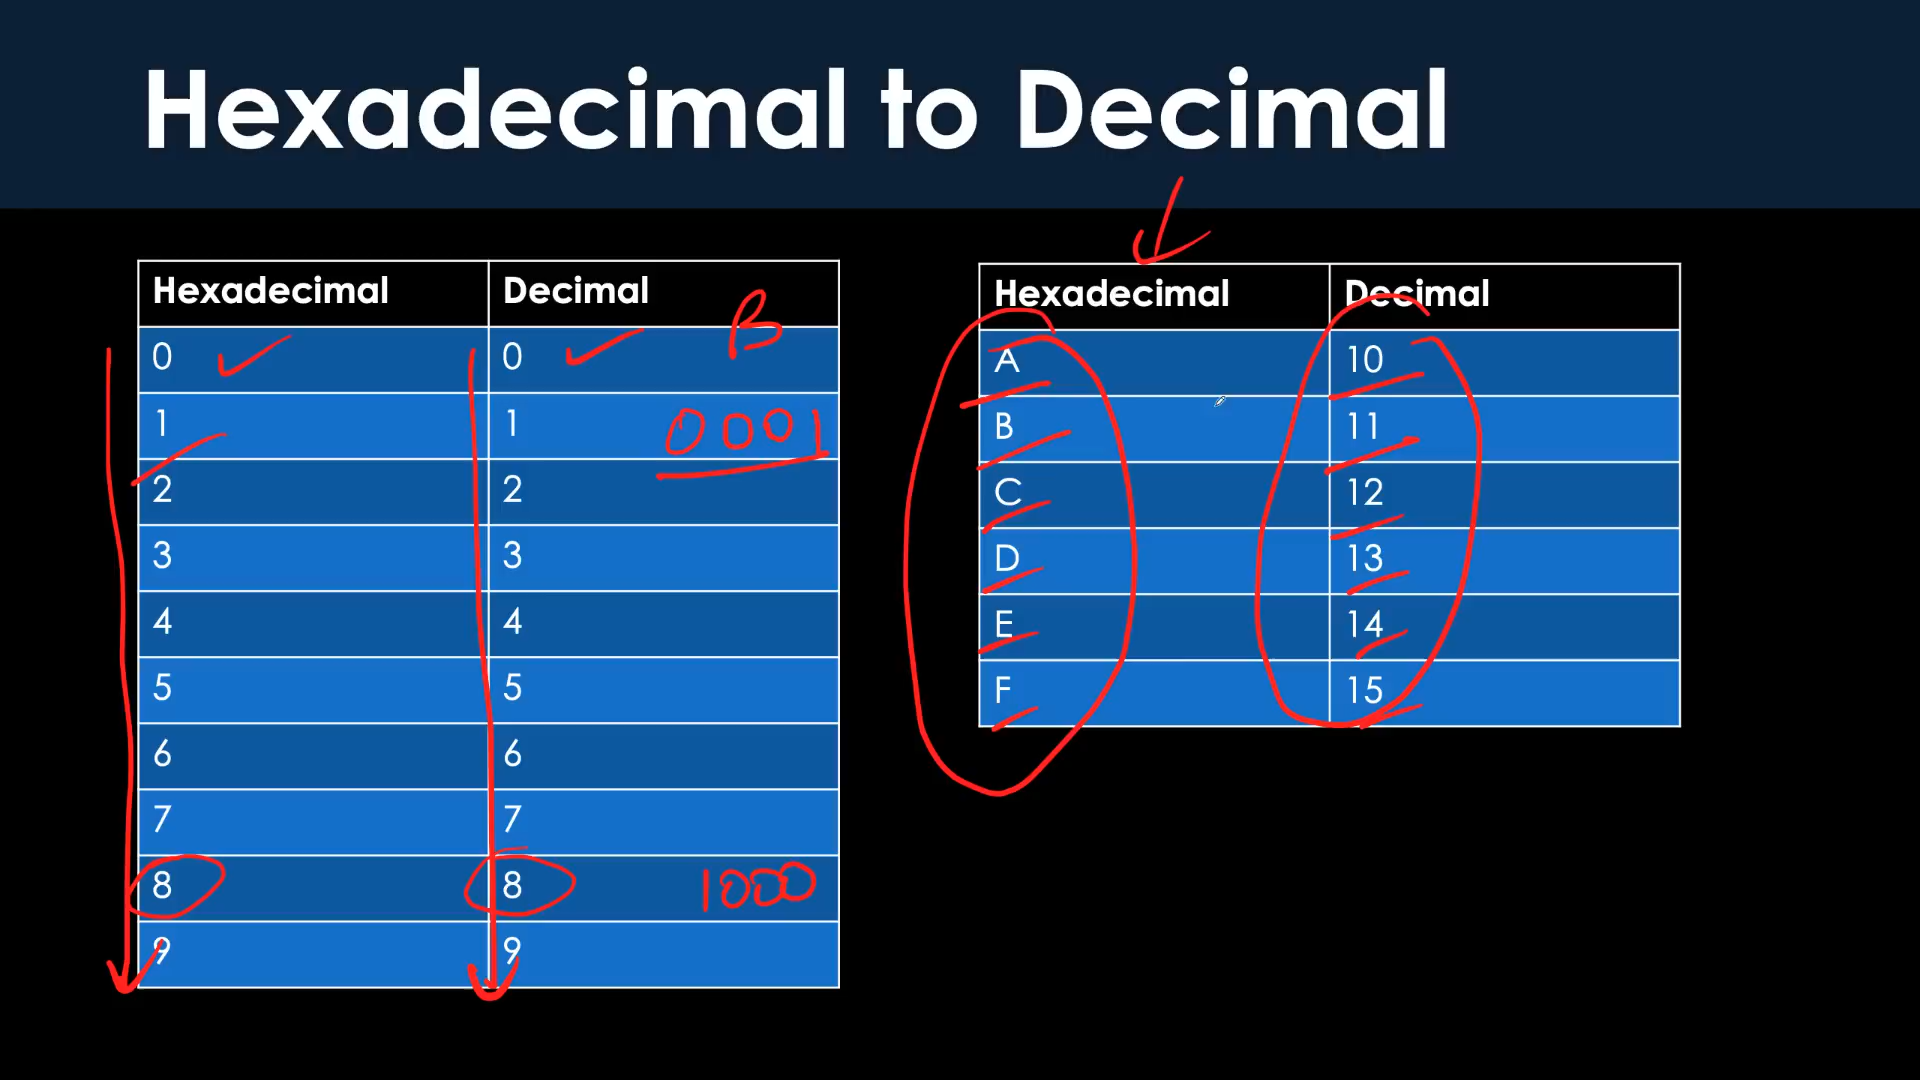 Hexadecimal to Decimal
Hexadecimal Decimal B
0 0
1 1 0001
2 2
3 3
4 4
5 5
6 6
7 7
8 8 1000
9 9
Hexadecimal Decimal
A 10
B 11
C 12
D 13
E 14
F 15